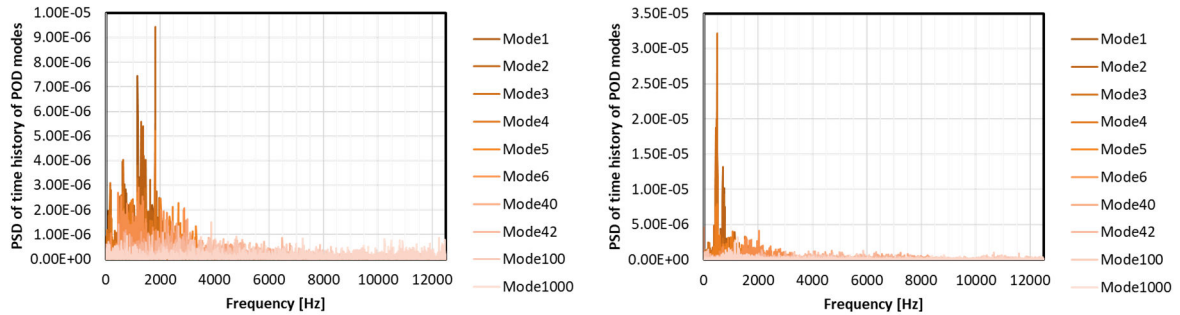 PSD of time history of POD modes
1.00E-05
9.00E-06
8.00E-06
7.00E-06
6.00E-06
5.00E-06
4.00E-06
3.00E-06
2.00E-06
1.00E-06
0.00E+00
0 2000 4000 6000 8000 10000 12000
Frequency [Hz]
Mode1
Mode2
Mode3
Mode4
Mode5
Mode6
Mode40
Mode42
Mode100
Mode1000
PSD of time history of POD modes
3.50E-05
3.00E-05
2.50E-05
2.00E-05
1.50E-05
1.00E-05
5.00E-06
0.00E+00
0 2000 4000 6000 8000 10000 12000
Frequency [Hz]
Mode1
Mode2
Mode3
Mode4
Mode5
Mode6
Mode40
Mode42
Mode100
Mode1000